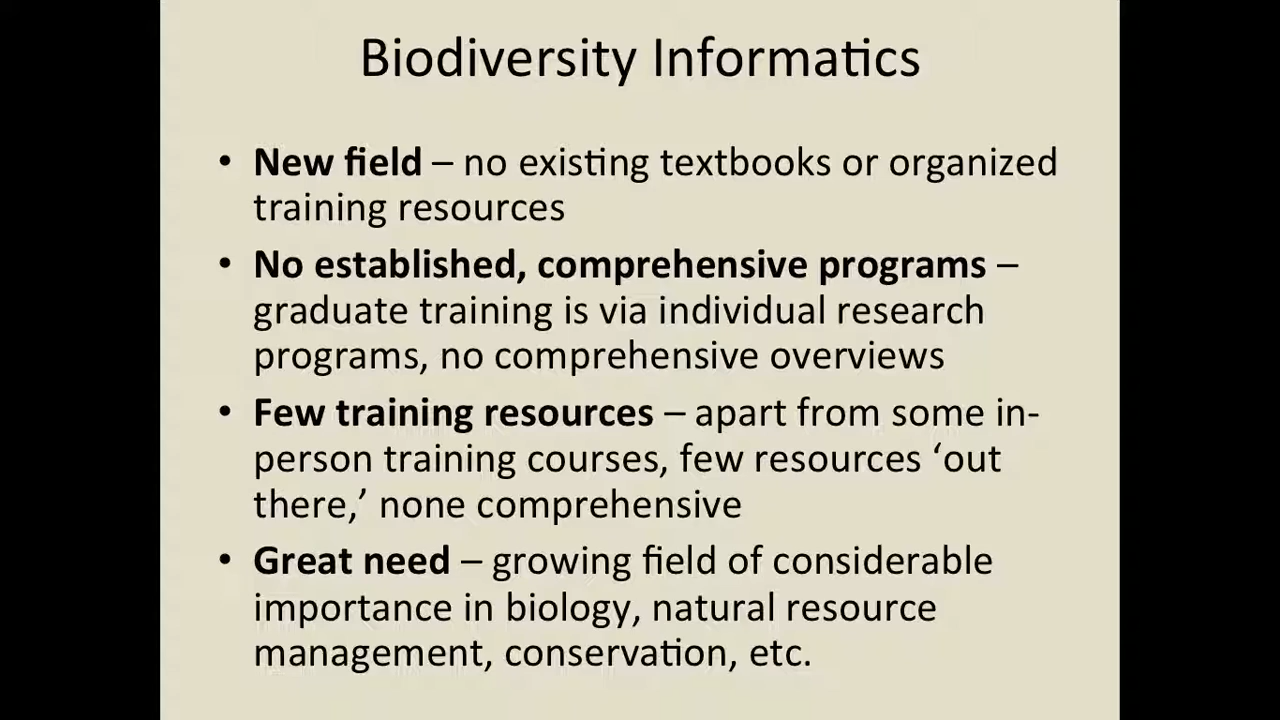 Biodiversity Informatics
• New field – no existing textbooks or organized
training resources
• No established, comprehensive programs –
graduate training is via individual research
programs, no comprehensive overviews
• Few training resources – apart from some in-
person training courses, few resources ‘out
there,’ none comprehensive
• Great need – growing field of considerable
importance in biology, natural resource
management, conservation, etc.